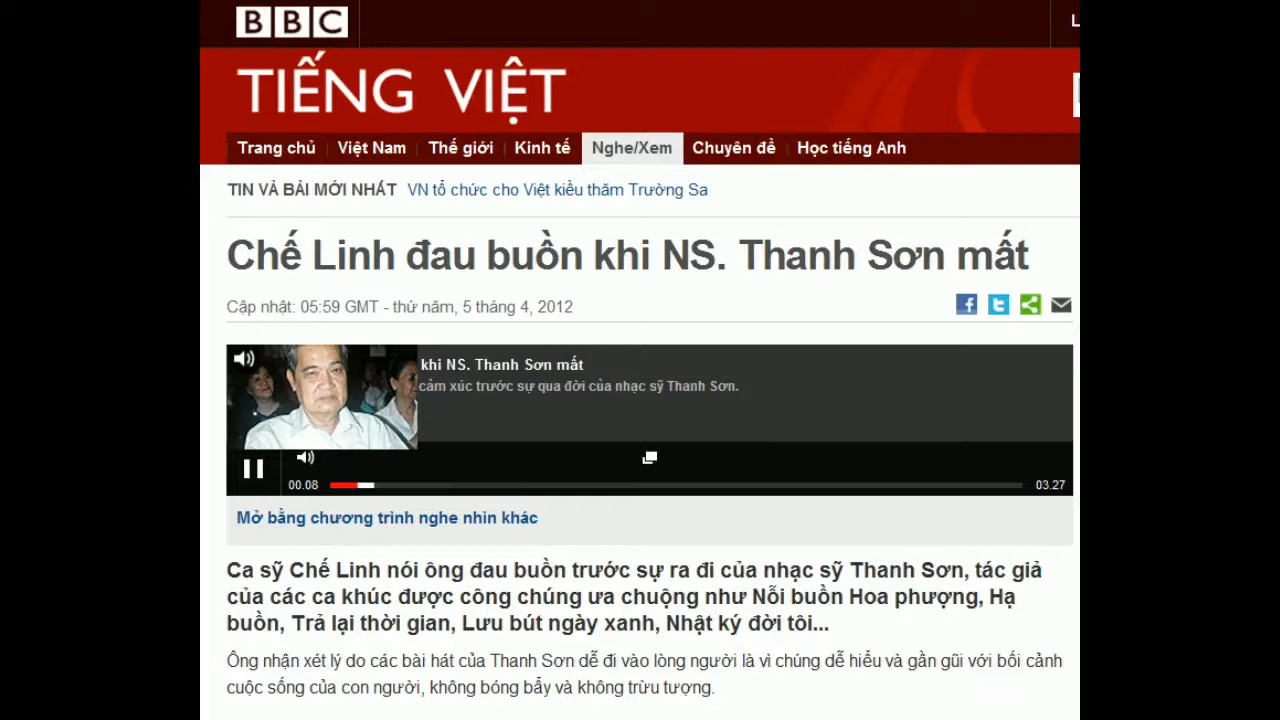 BBC
L
TIẾNG VIỆT
Trang chủ Việt Nam Thế giới Kinh tế Nghe/Xem Chuyên đề Học tiếng Anh
TIN VÀ BÀI MỚI NHẤT VN tổ chức cho Việt kiều thăm Trường Sa
Chế Linh đau buồn khi NS. Thanh Sơn mất
Cập nhật: 05:59 GMT - thứ năm, 5 tháng 4, 2012
khi NS. Thanh Sơn mất
cảm xúc trước sự qua đời của nhạc sỹ Thanh Sơn.
00.08 03.27
Mở bằng chương trình nghe nhìn khác
Ca sỹ Chế Linh nói ông đau buồn trước sự ra đi của nhạc sỹ Thanh Sơn, tác giả
của các ca khúc được công chúng ưa chuộng như Nỗi buồn Hoa phượng, Hạ
buồn, Trả lại thời gian, Lưu bút ngày xanh, Nhật ký đời tôi...
Ông nhận xét lý do các bài hát của Thanh Sơn dễ đi vào lòng người là vì chúng dễ hiểu và gần gũi với bối cảnh
cuộc sống của con người, không bóng bẩy và không trừu tượng.